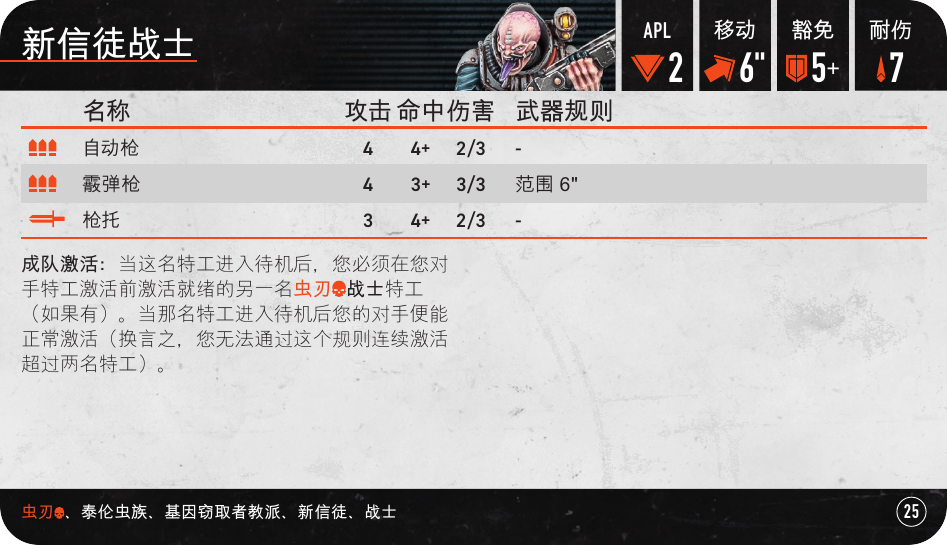 新信徒战士
APL 移动 豁免 耐伤
2 6" 5+ 7
名称 攻击 命中 伤害 武器规则
自动枪 4 4+ 2/3 -
霰弹枪 4 3+ 3/3 范围 6"
枪托 3 4+ 2/3 -
成队激活：当这名特工进入待机后，您必须在您对
手特工激活前激活就绪的另一名虫刃💀战士特工
（如果有）。当那名特工进入待机后您的对手便能
正常激活（换言之，您无法通过这个规则连续激活
超过两名特工）。
虫刃💀、泰伦虫族、基因窃取者教派、新信徒、战士
25